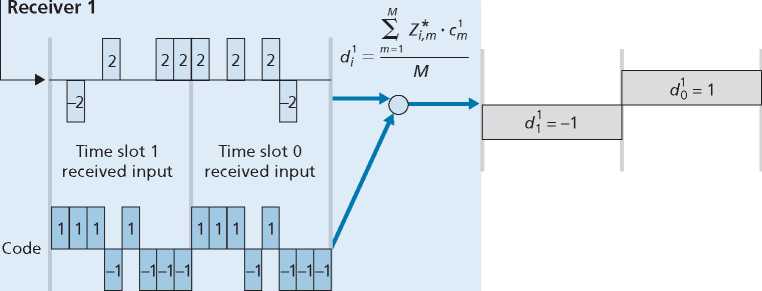 Receiver 1
2 2 2 2 2 2
–2 –2
Time slot 1 received input
Time slot 0 received input
Code
1 1 1 1 1 1 1 1
–1 –1 –1 –1 –1 –1 –1 –1
d_i^1 = \frac{\sum_{m=1}^{M} Z_{i,m}^{*} \cdot c_m^1}{M}
d_1^1 = –1
d_0^1 = 1